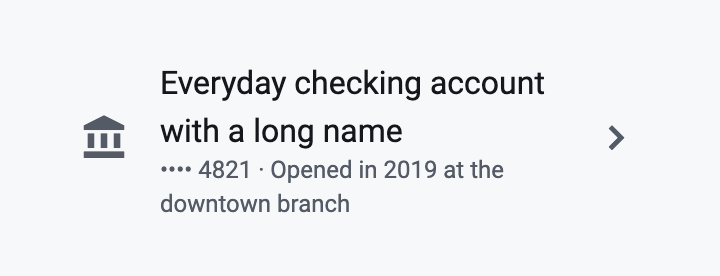 Everyday checking account
with a long name
•••• 4821 · Opened in 2019 at the
downtown branch